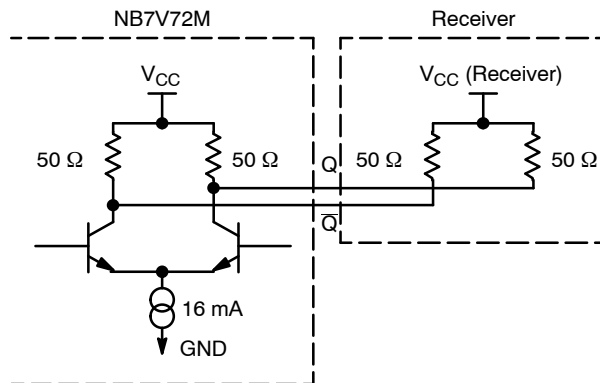 NB7V72M
Receiver
VCC
VCC (Receiver)
50 Ω
50 Ω
Q
50 Ω
50 Ω
Q̅
16 mA
GND